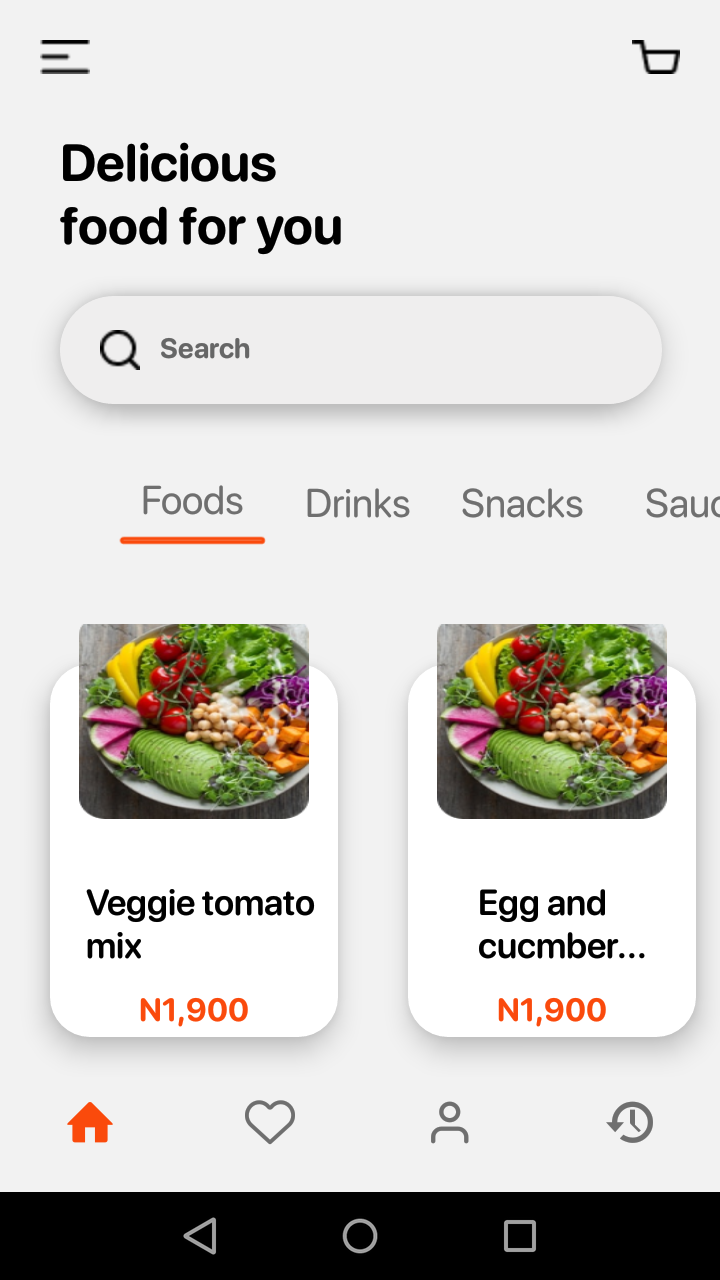 Delicious
food for you
Search
Foods Drinks Snacks Sauc
Veggie tomato
mix
N1,900
Egg and
cucmber...
N1,900